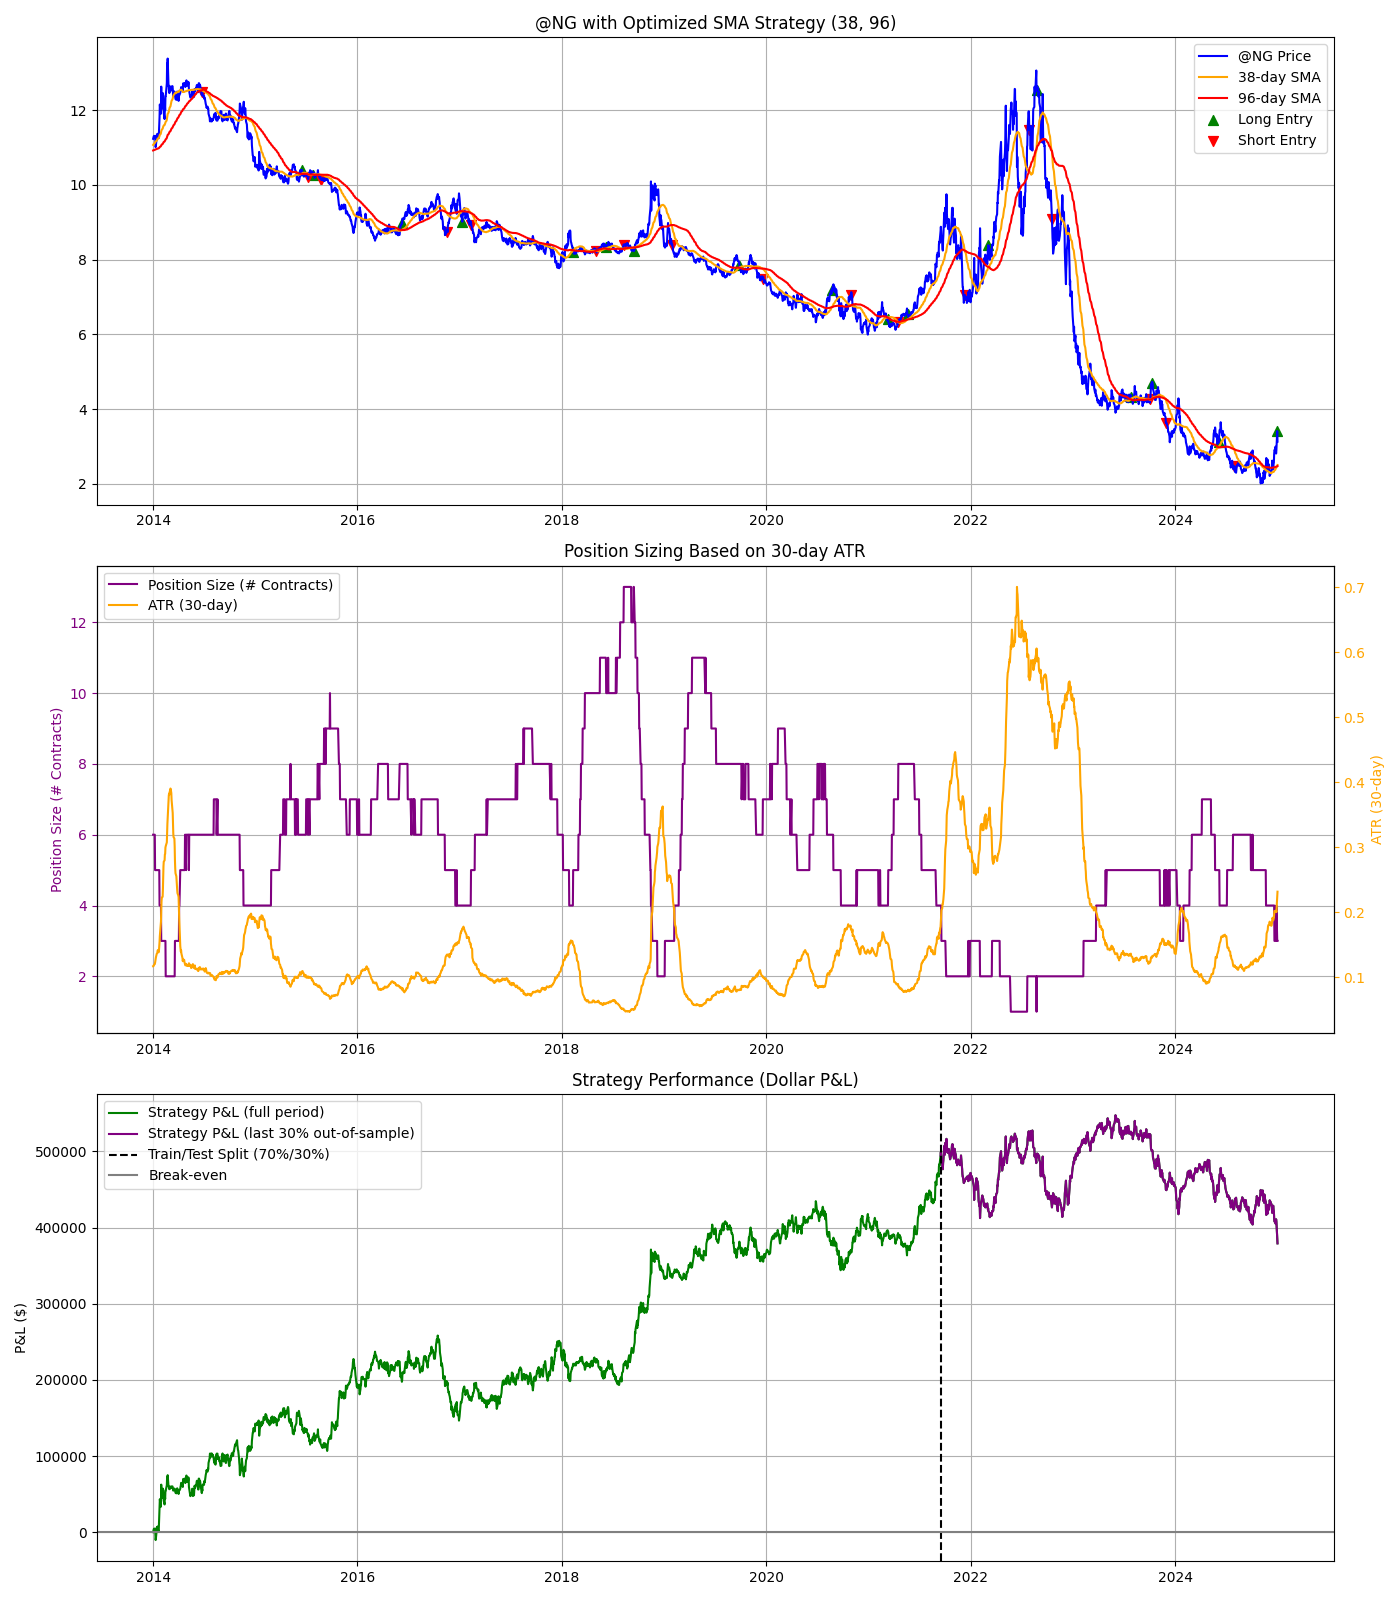 @NG with Optimized SMA Strategy (38, 96)
@NG Price
38-day SMA
96-day SMA
Long Entry
Short Entry
12
10
8
6
4
2
2014 2016 2018 2020 2022 2024
Position Sizing Based on 30-day ATR
Position Size (# Contracts)
ATR (30-day)
Position Size (# Contracts)
12
10
8
6
4
2
0.7
0.6
0.5
0.4
0.3
0.2
0.1
ATR (30-day)
2014 2016 2018 2020 2022 2024
Strategy Performance (Dollar P&L)
Strategy P&L (full period)
Strategy P&L (last 30% out-of-sample)
Train/Test Split (70%/30%)
Break-even
P&L ($)
500000
400000
300000
200000
100000
0
2014 2016 2018 2020 2022 2024